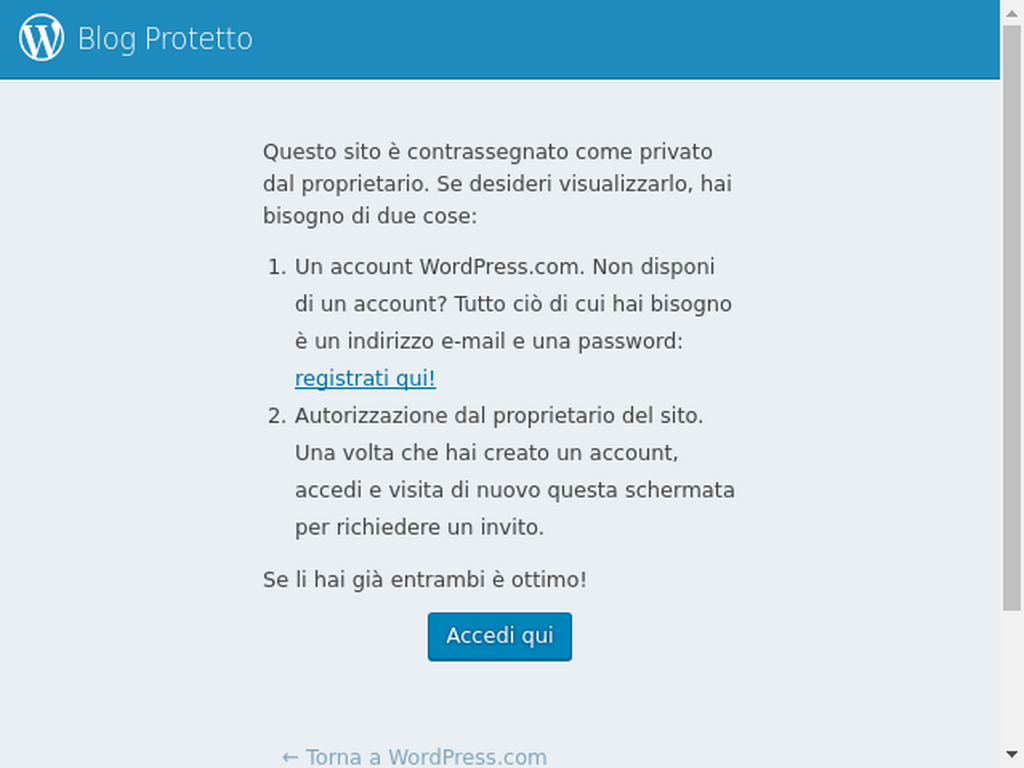 Blog Protetto
Questo sito è contrassegnato come privato
dal proprietario. Se desideri visualizzarlo, hai
bisogno di due cose:
1. Un account WordPress.com. Non disponi
di un account? Tutto ciò di cui hai bisogno
è un indirizzo e-mail e una password:
registrati qui!
2. Autorizzazione dal proprietario del sito.
Una volta che hai creato un account,
accedi e visita di nuovo questa schermata
per richiedere un invito.
Se li hai già entrambi è ottimo!
Accedi qui
← Torna a WordPress.com